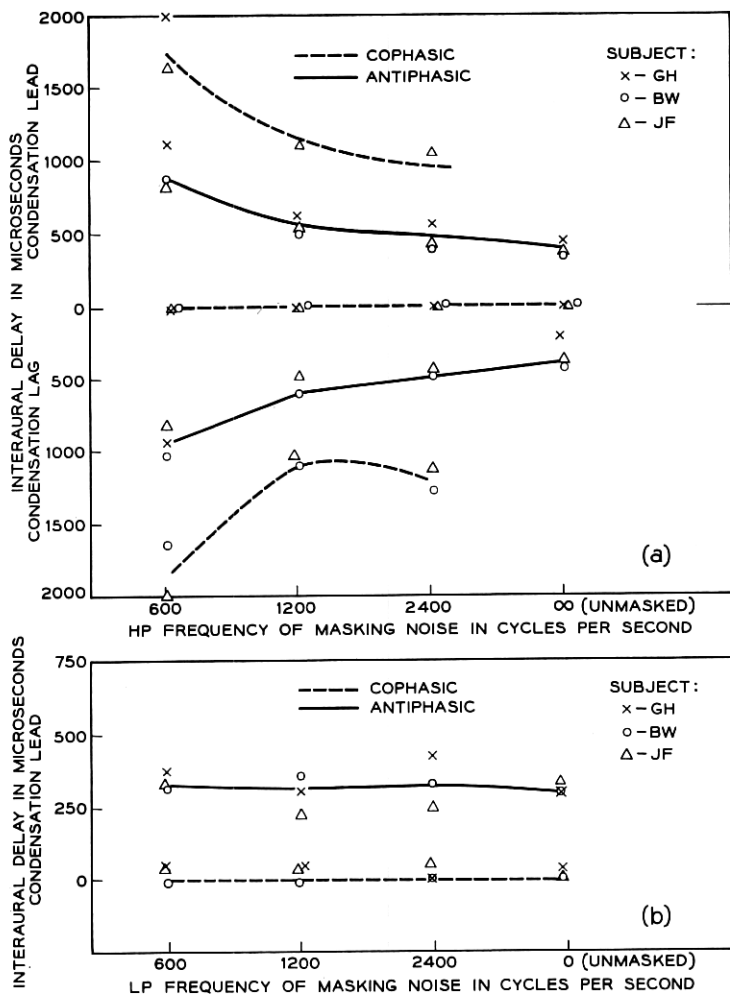 2000
1500
1000
500
0
500
1000
1500
2000
INTERAURAL DELAY IN MICROSECONDS
CONDENSATION LAG CONDENSATION LEAD
COPHASIC
ANTIPHASIC
SUBJECT:
× – GH
○ – BW
△ – JF
(a)
600 1200 2400 OO (UNMASKED)
HP FREQUENCY OF MASKING NOISE IN CYCLES PER SECOND
750
500
250
0
INTERAURAL DELAY IN MICROSECONDS
CONDENSATION LEAD
COPHASIC
ANTIPHASIC
SUBJECT:
× – GH
○ – BW
△ – JF
(b)
600 1200 2400 0 (UNMASKED)
LP FREQUENCY OF MASKING NOISE IN CYCLES PER SECOND